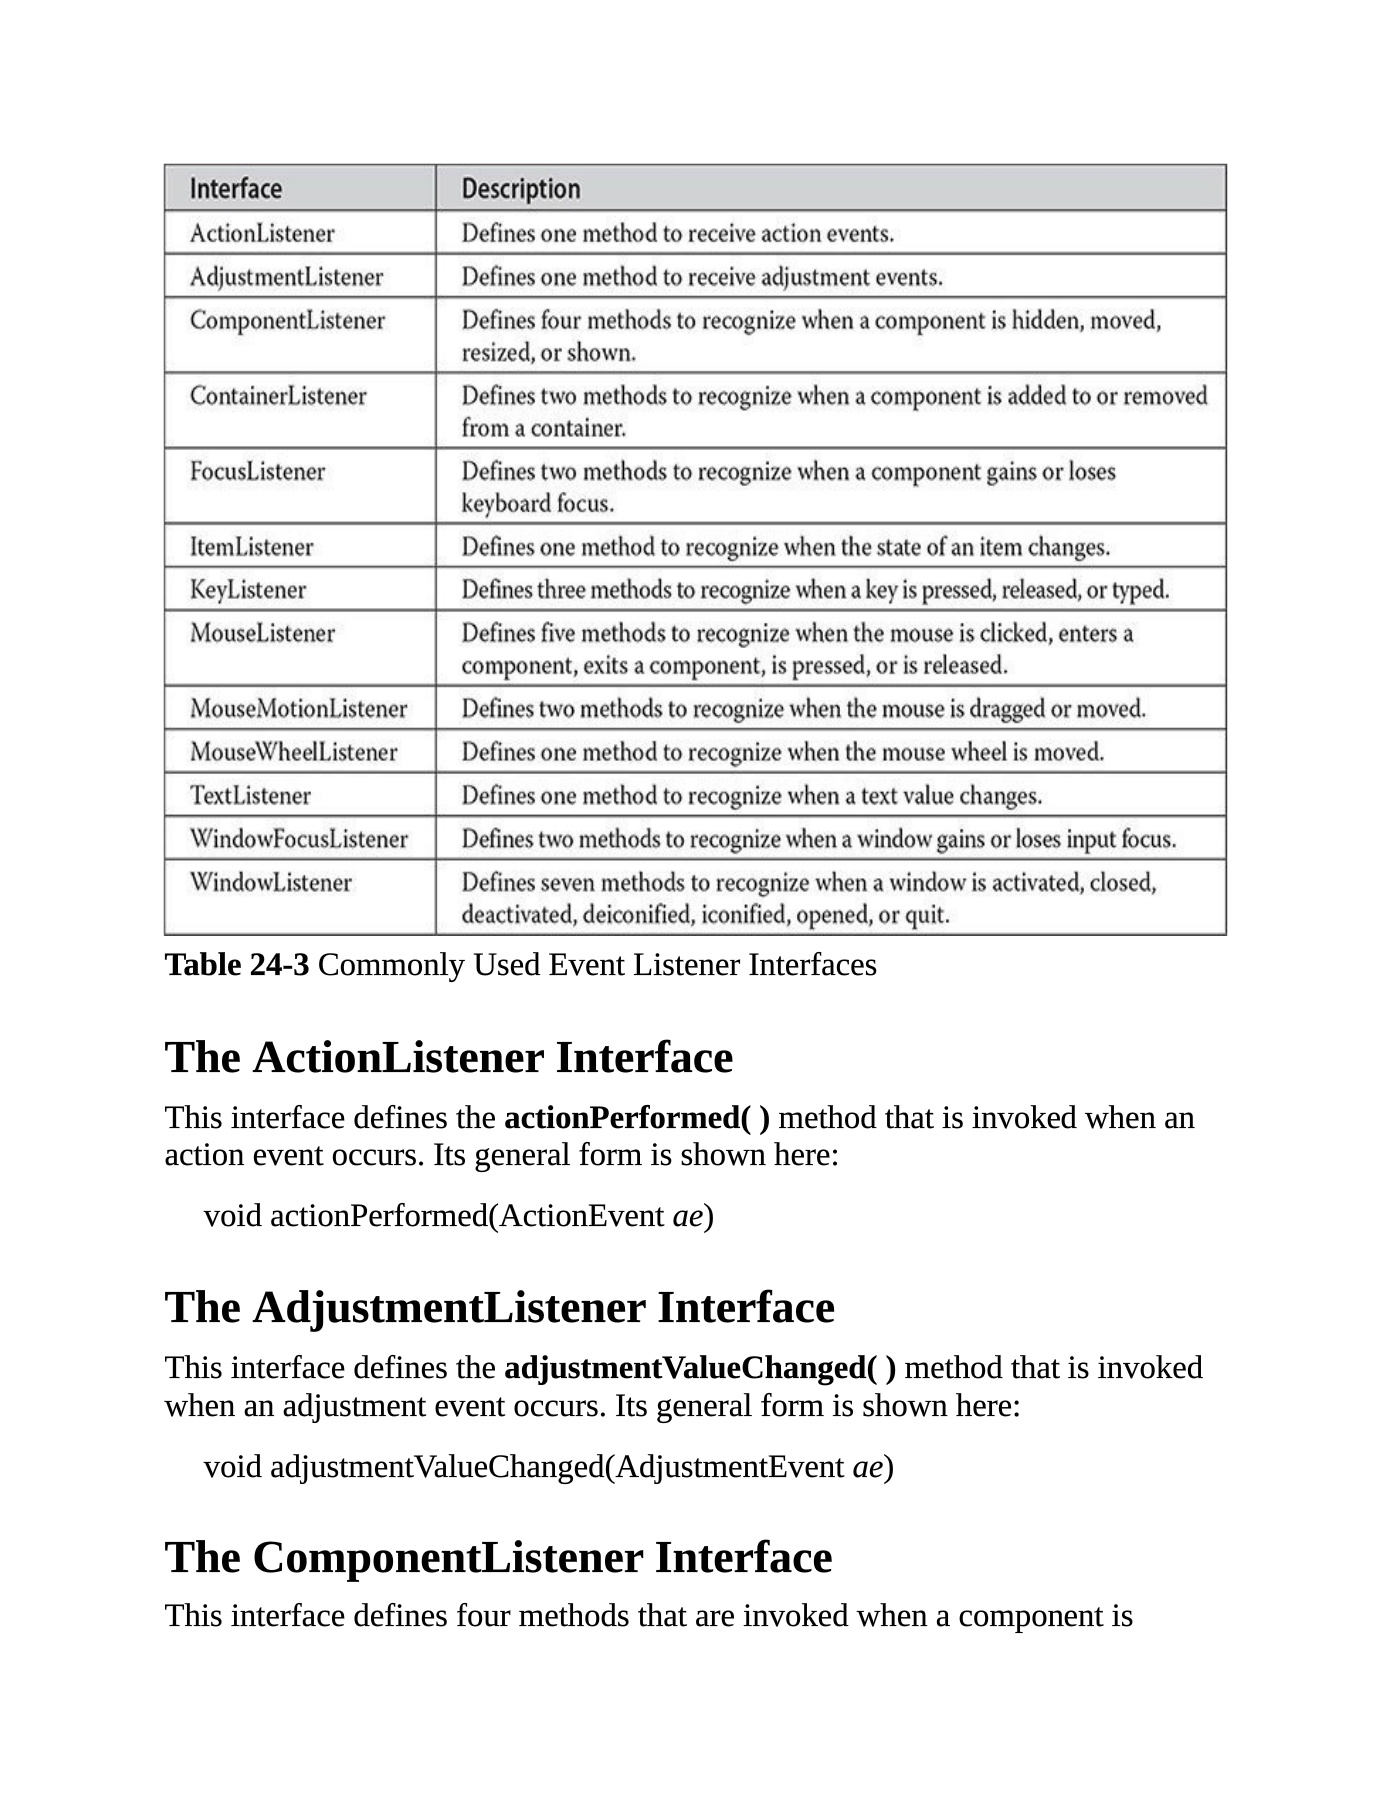 Interface Description
ActionListener Defines one method to receive action events.
AdjustmentListener Defines one method to receive adjustment events.
ComponentListener Defines four methods to recognize when a component is hidden, moved,
resized, or shown.
ContainerListener Defines two methods to recognize when a component is added to or removed
from a container.
FocusListener Defines two methods to recognize when a component gains or loses
keyboard focus.
ItemListener Defines one method to recognize when the state of an item changes.
KeyListener Defines three methods to recognize when a key is pressed, released, or typed.
MouseListener Defines five methods to recognize when the mouse is clicked, enters a
component, exits a component, is pressed, or is released.
MouseMotionListener Defines two methods to recognize when the mouse is dragged or moved.
MouseWheelListener Defines one method to recognize when the mouse wheel is moved.
TextListener Defines one method to recognize when a text value changes.
WindowFocusListener Defines two methods to recognize when a window gains or loses input focus.
WindowListener Defines seven methods to recognize when a window is activated, closed,
deactivated, deiconified, iconified, opened, or quit.
Table 24-3 Commonly Used Event Listener Interfaces
The ActionListener Interface
This interface defines the actionPerformed( ) method that is invoked when an
action event occurs. Its general form is shown here:
void actionPerformed(ActionEvent ae)
The AdjustmentListener Interface
This interface defines the adjustmentValueChanged( ) method that is invoked
when an adjustment event occurs. Its general form is shown here:
void adjustmentValueChanged(AdjustmentEvent ae)
The ComponentListener Interface
This interface defines four methods that are invoked when a component is